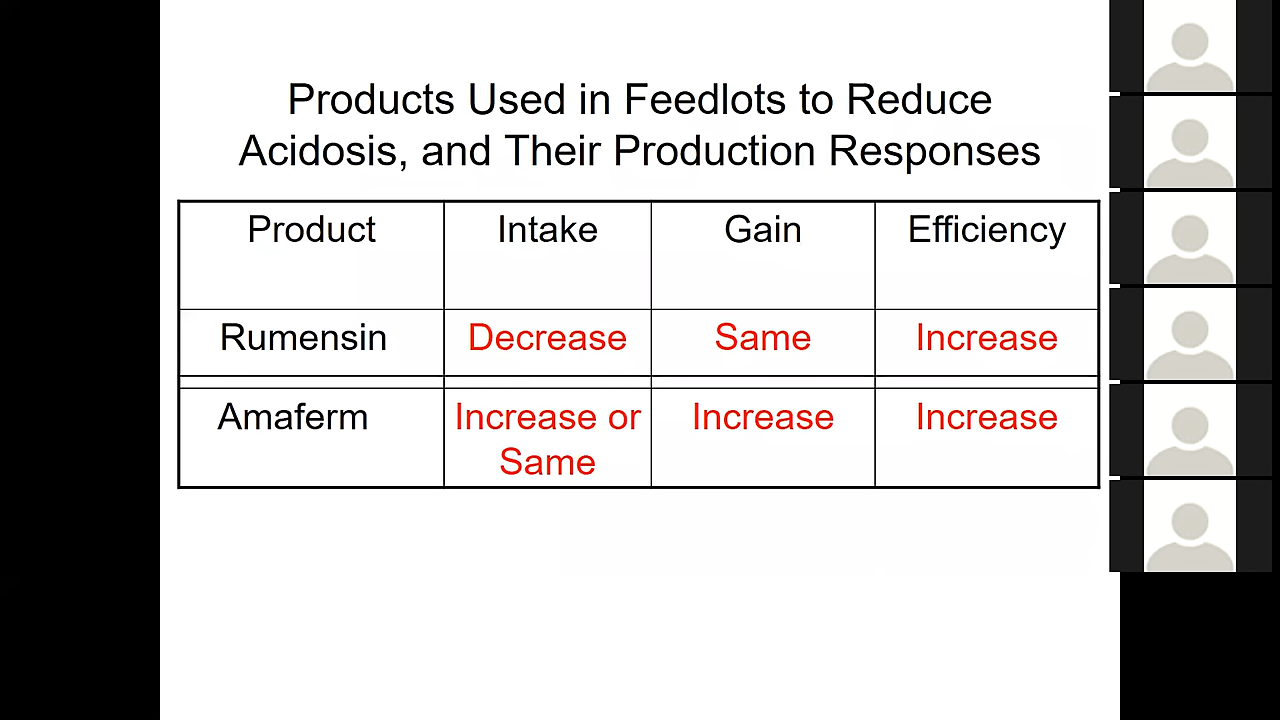 Products Used in Feedlots to Reduce
Acidosis, and Their Production Responses
Product Intake Gain Efficiency
Rumensin Decrease Same Increase
Amaferm Increase or Increase Increase
Same